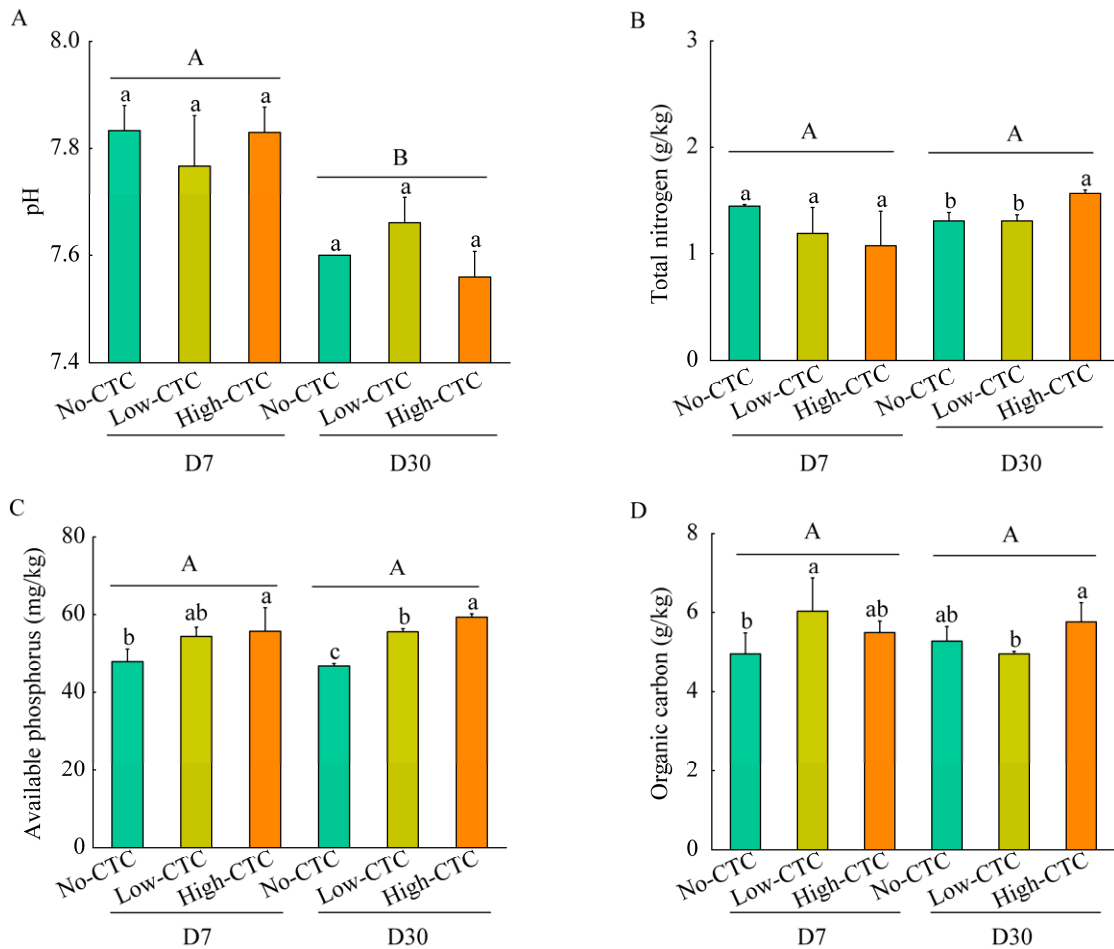 A
pH
8.0
7.8
7.6
7.4
A
a
a
a
B
a
a
a
No-CTC
Low-CTC
High-CTC
No-CTC
Low-CTC
High-CTC
D7
D30
B
Total nitrogen (g/kg)
3
2
1
0
A
a
a
a
A
b
b
a
No-CTC
Low-CTC
High-CTC
No-CTC
Low-CTC
High-CTC
D7
D30
C
Available phosphorus (mg/kg)
80
60
40
20
0
A
b
ab
a
A
c
b
a
No-CTC
Low-CTC
High-CTC
No-CTC
Low-CTC
High-CTC
D7
D30
D
Organic carbon (g/kg)
8
6
4
2
0
A
b
a
ab
A
ab
b
a
No-CTC
Low-CTC
High-CTC
No-CTC
Low-CTC
High-CTC
D7
D30